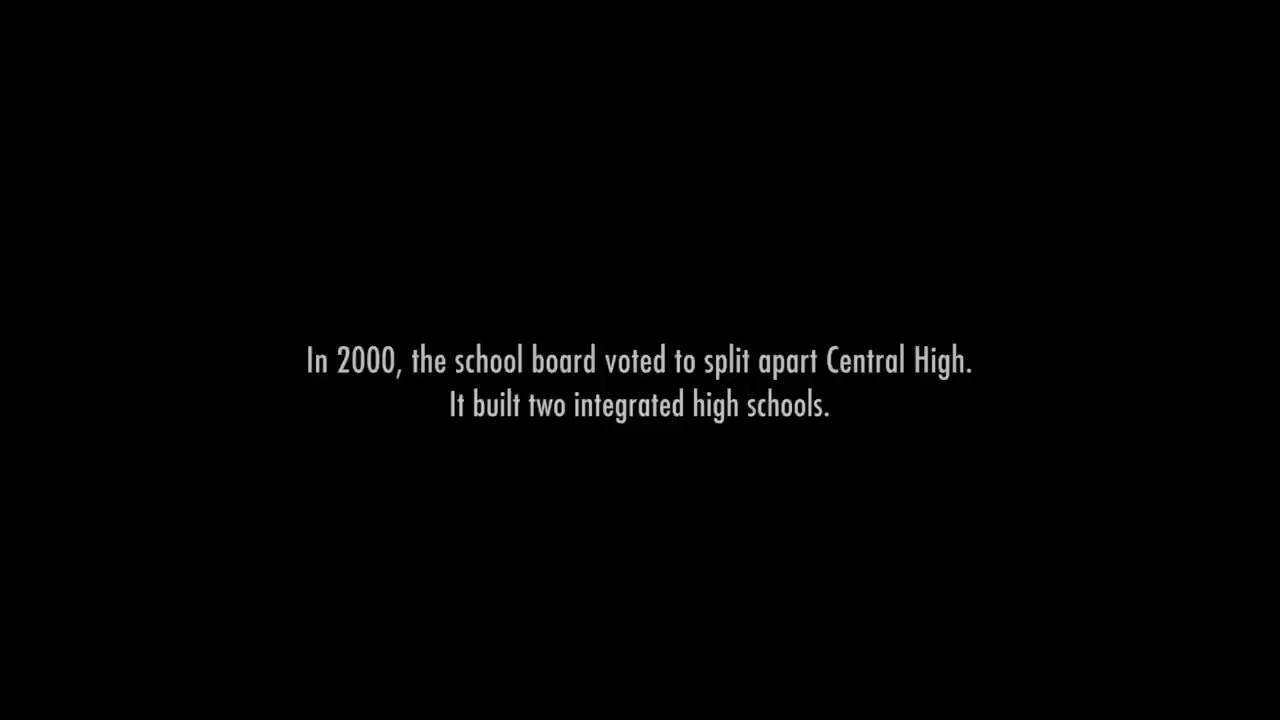 In 2000, the school board voted to split apart Central High.
It built two integrated high schools.